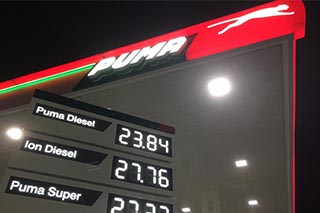 PUMA
Puma Diesel 23.84
Ion Diesel 27.76
Puma Super